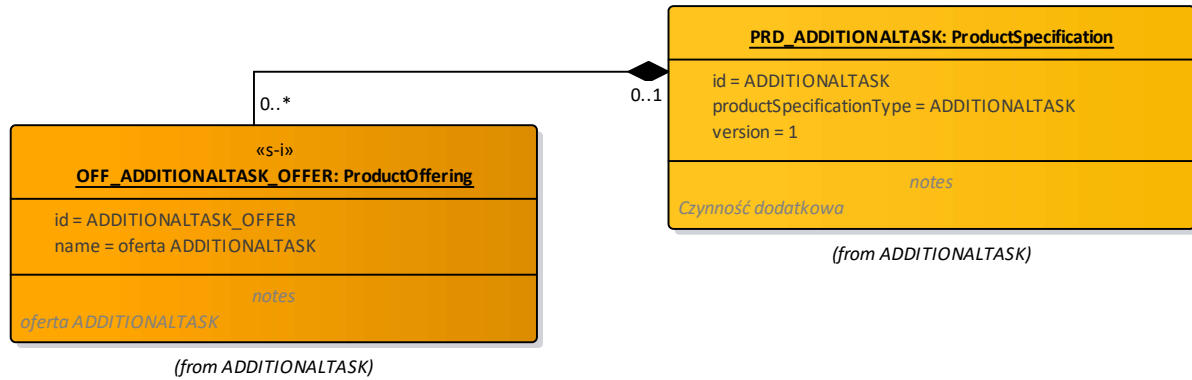 PRD_ADDITIONALTASK: ProductSpecification
id = ADDITIONALTASK
productSpecificationType = ADDITIONALTASK
version = 1
notes
Czynność dodatkowa
(from ADDITIONALTASK)
0..1
0..*
«s-i»
OFF_ADDITIONALTASK_OFFER: ProductOffering
id = ADDITIONALTASK_OFFER
name = oferta ADDITIONALTASK
notes
oferta ADDITIONALTASK
(from ADDITIONALTASK)